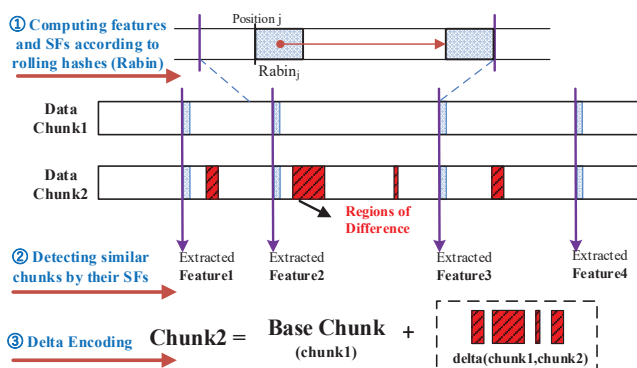 ① Computing features
and SFs according to
rolling hashes (Rabin)
Position j
Rabinj
Data
Chunk1
Data
Chunk2
Regions of
Difference
② Detecting similar
chunks by their SFs
Extracted
Feature1
Extracted
Feature2
Extracted
Feature3
Extracted
Feature4
③ Delta Encoding
Chunk2 = Base Chunk +
(chunk1)
delta(chunk1,chunk2)